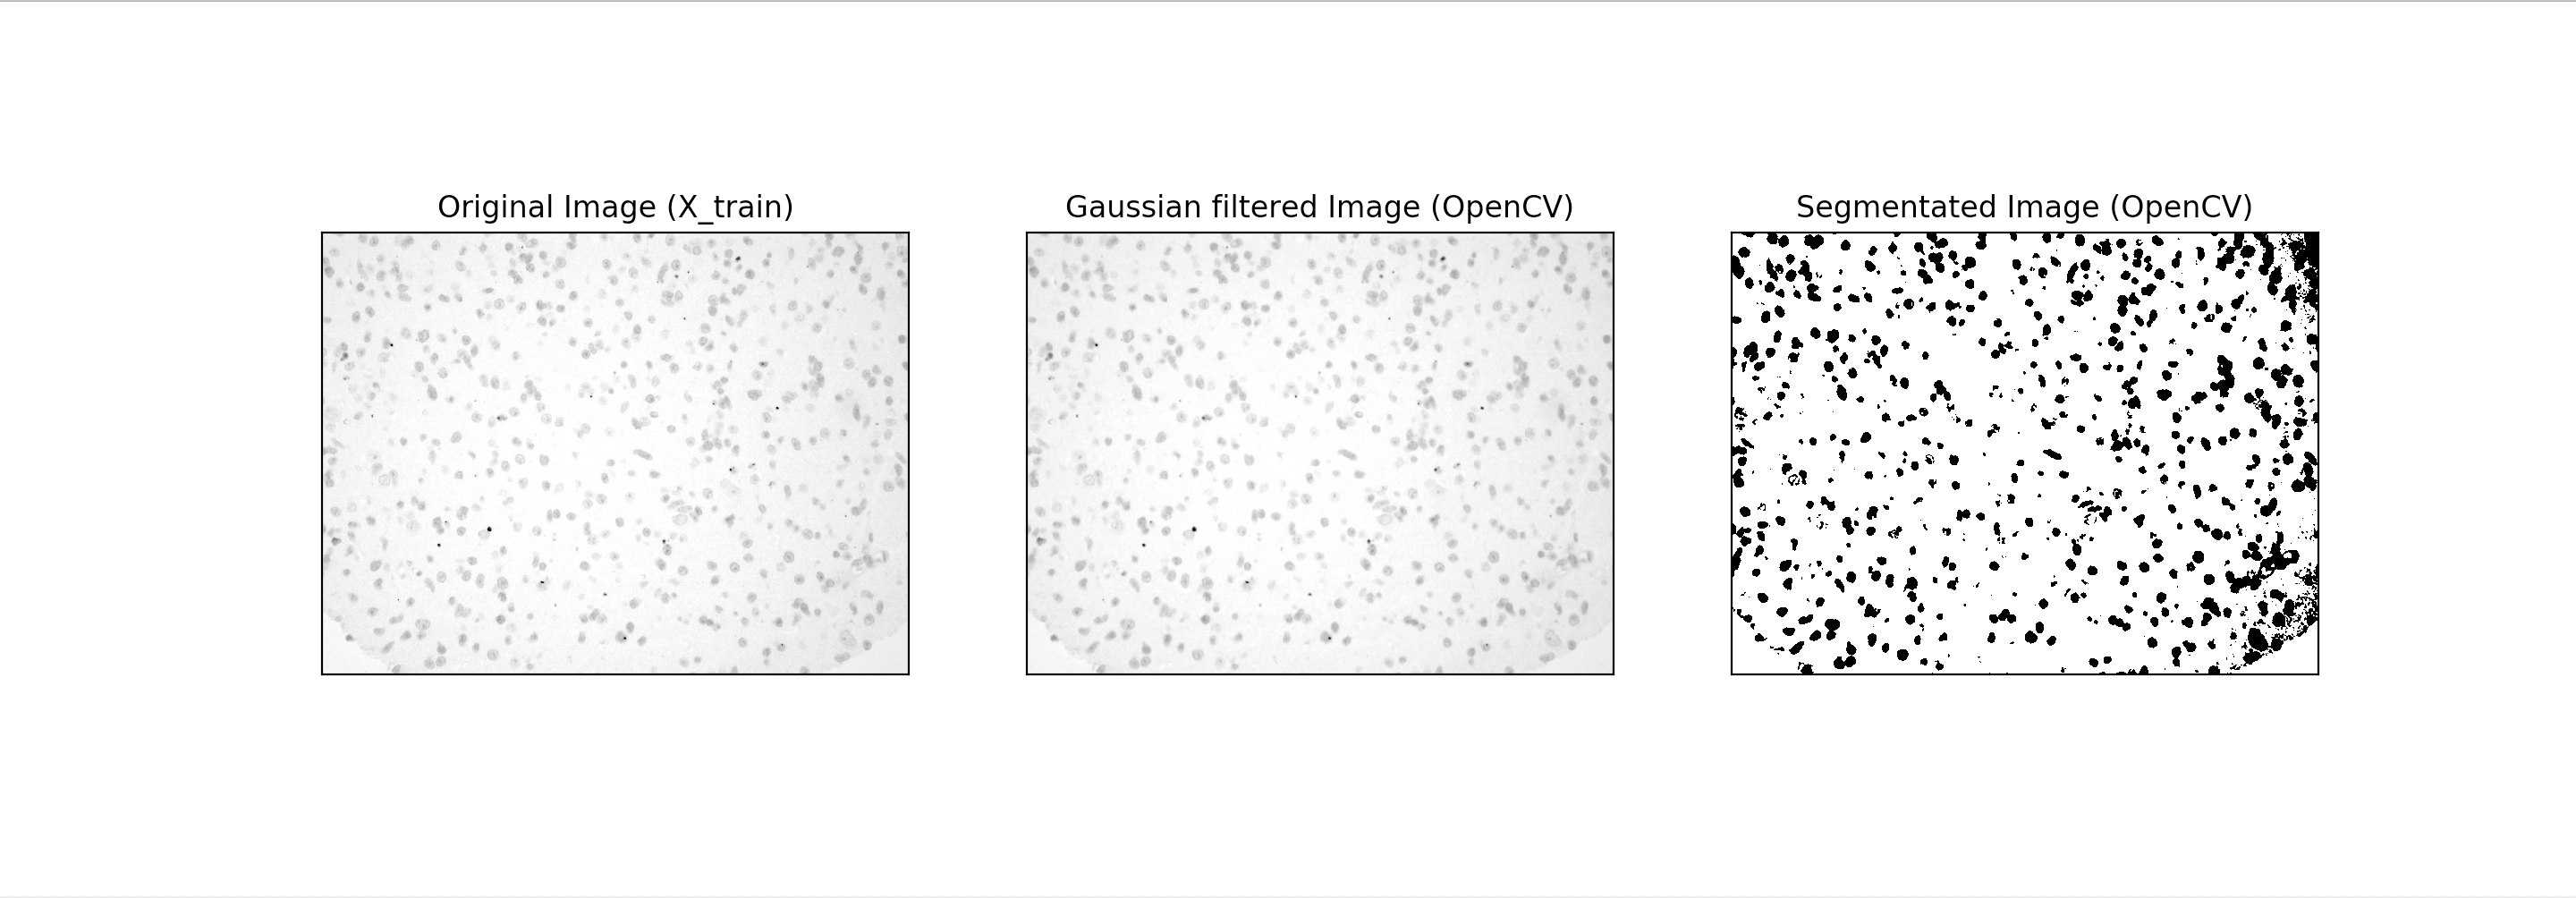 Original Image (X_train)
Gaussian filtered Image (OpenCV)
Segmentated Image (OpenCV)